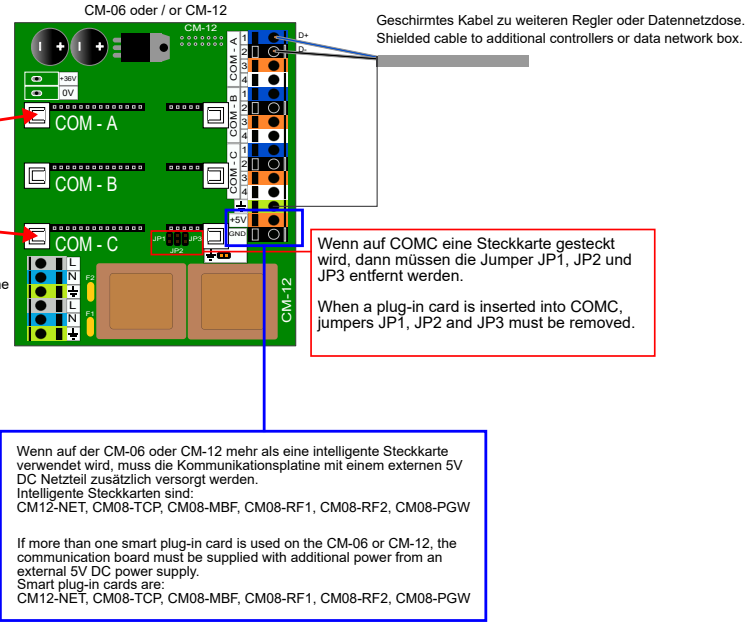 CM-06 oder / or CM-12
Geschirmtes Kabel zu weiteren Regler oder Datennetzdose.
Shielded cable to additional controllers or data network box.
CM-12
D+
D-
COM - A
1
2
3
4
COM - B
1
2
3
4
COM - C
1
2
3
4
+5V
GND
+36V
0V
COM - A
COM - B
COM - C
JP1
JP3
JP2
L
N
L
N
F2
F1
CM-12
ne
Wenn auf COMC eine Steckkarte gesteckt
wird, dann müssen die Jumper JP1, JP2 und
JP3 entfernt werden.
When a plug-in card is inserted into COMC,
jumpers JP1, JP2 and JP3 must be removed.
Wenn auf der CM-06 oder CM-12 mehr als eine intelligente Steckkarte
verwendet wird, muss die Kommunikationsplatine mit einem externen 5V
DC Netzteil zusätzlich versorgt werden.
Intelligente Steckkarten sind:
CM12-NET, CM08-TCP, CM08-MBF, CM08-RF1, CM08-RF2, CM08-PGW
If more than one smart plug-in card is used on the CM-06 or CM-12, the
communication board must be supplied with additional power from an
external 5V DC power supply.
Smart plug-in cards are:
CM12-NET, CM08-TCP, CM08-MBF, CM08-RF1, CM08-RF2, CM08-PGW